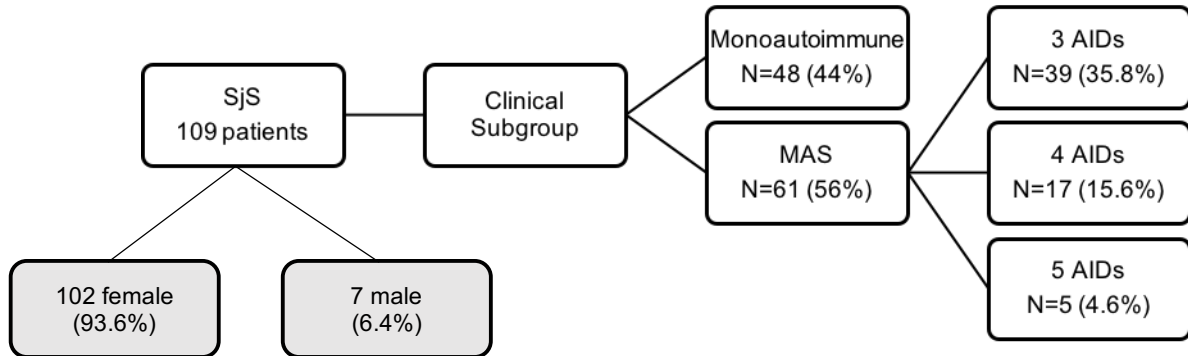 SjS
109 patients
102 female
(93.6%)
7 male
(6.4%)
Clinical
Subgroup
Monoautoimmune
N=48 (44%)
MAS
N=61 (56%)
3 AIDs
N=39 (35.8%)
4 AIDs
N=17 (15.6%)
5 AIDs
N=5 (4.6%)